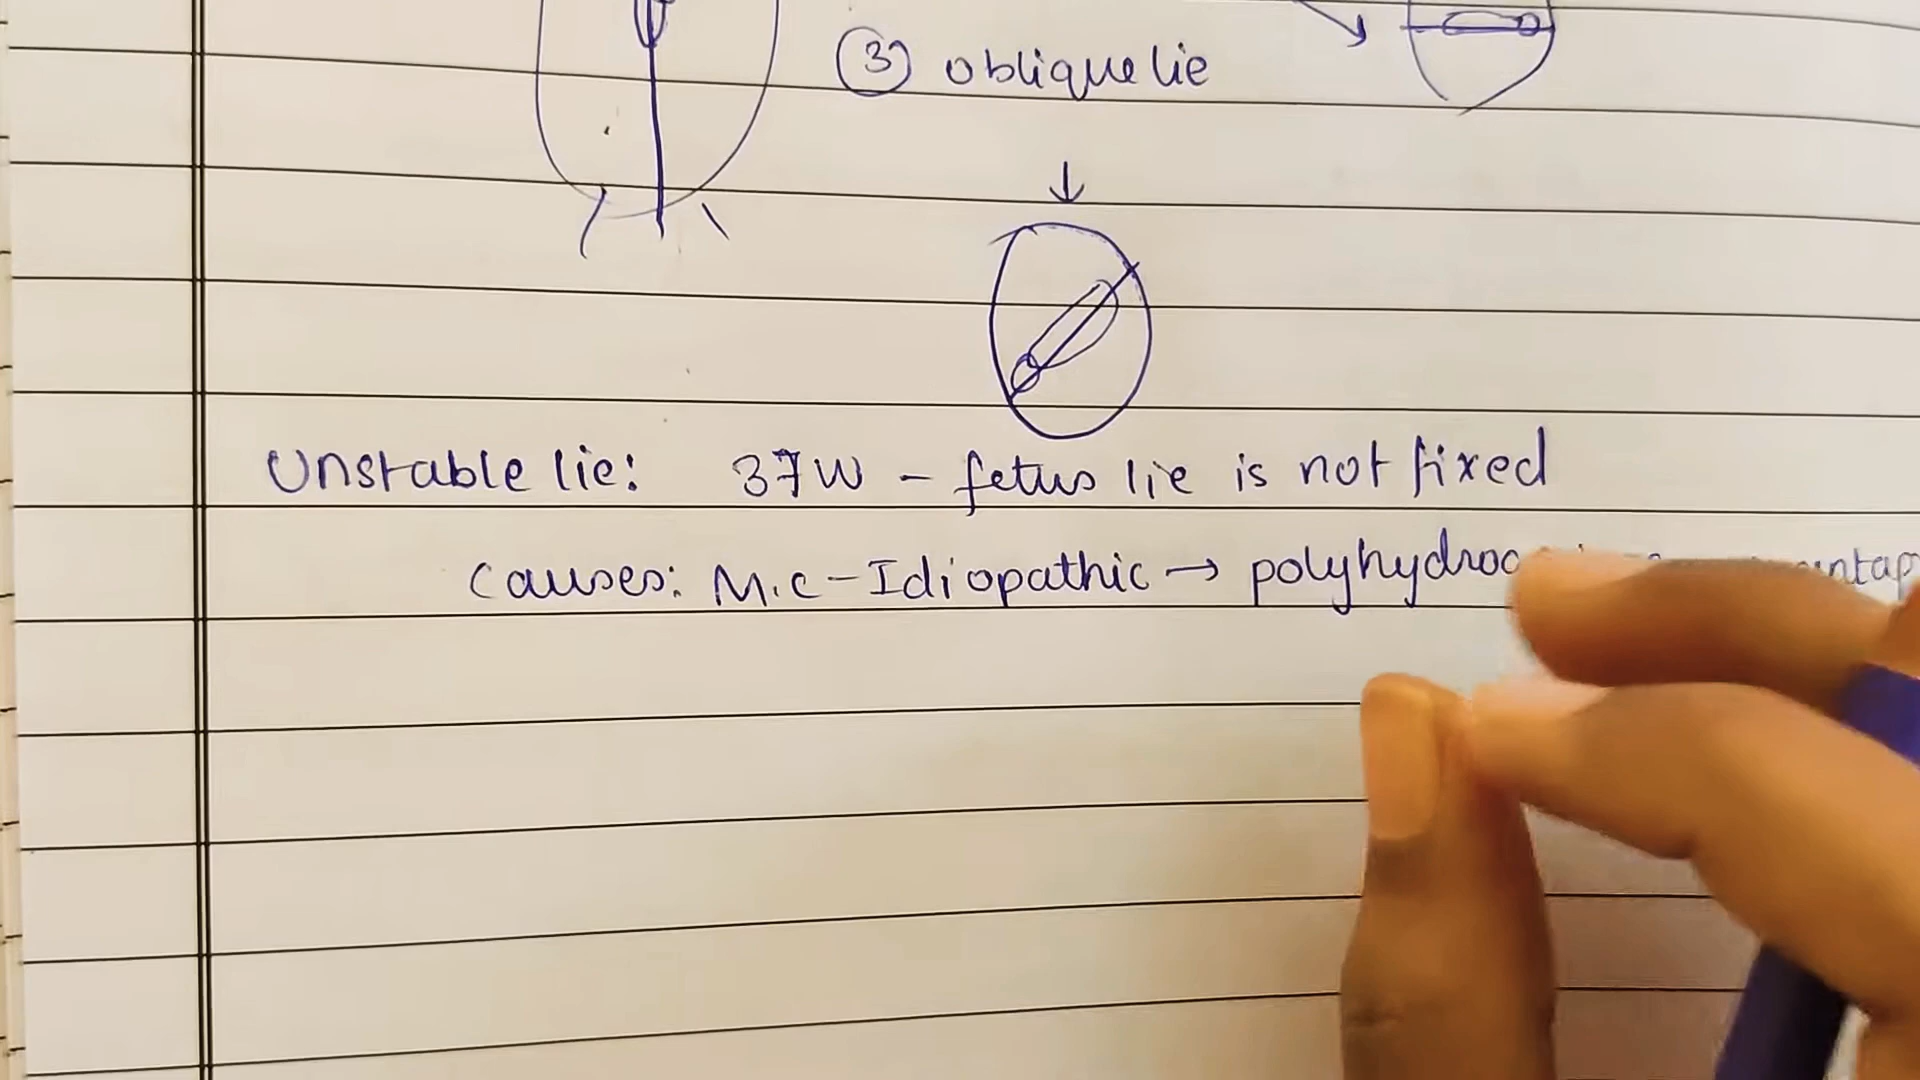 ③ oblique lie
Unstable lie: 37W - fetus lie is not fixed
Causes: M.c - Idiopathic → polyhydro